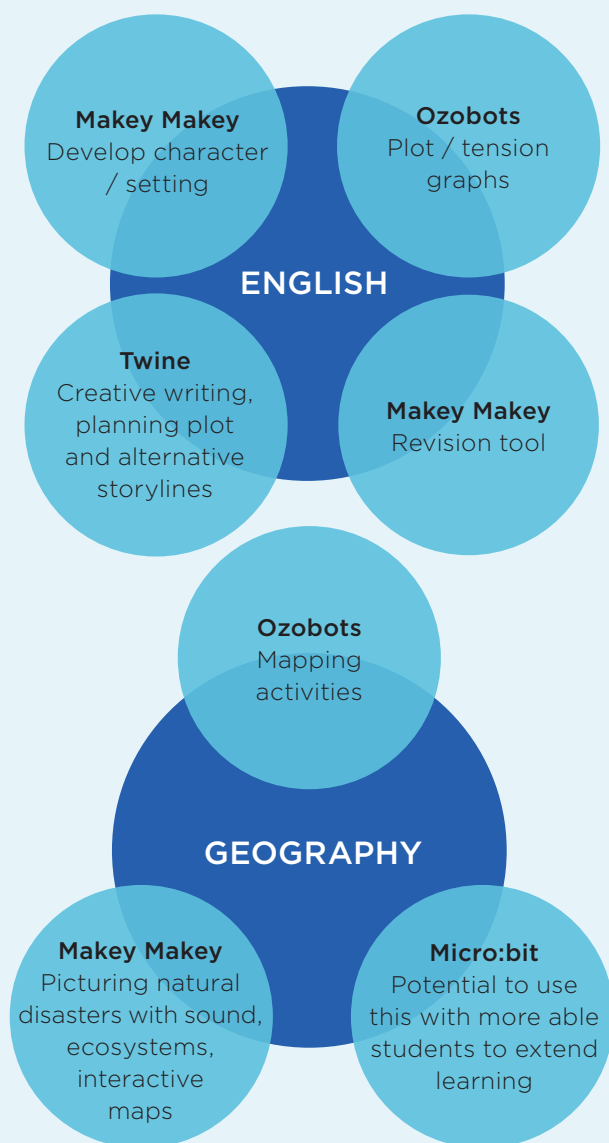 Makey Makey
Develop character
/ setting
Ozobots
Plot / tension
graphs
ENGLISH
Twine
Creative writing,
planning plot
and alternative
storylines
Makey Makey
Revision tool
Ozobots
Mapping
activities
GEOGRAPHY
Makey Makey
Picturing natural
disasters with sound,
ecosystems,
interactive
maps
Micro:bit
Potential to use
this with more able
students to extend
learning